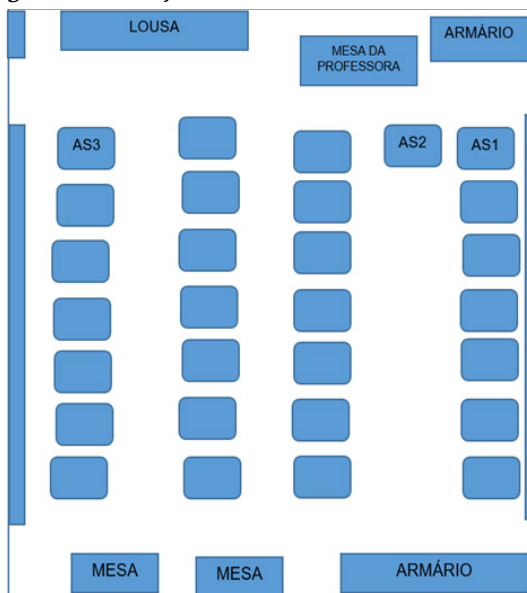 LOUSA
ARMÁRIO
MESA DA
PROFESSORA
AS3
AS2
AS1
MESA
MESA
ARMÁRIO